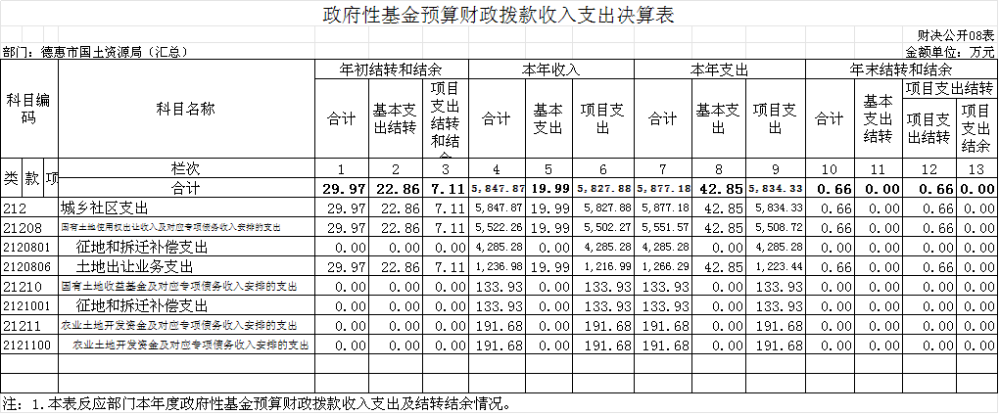 政府性基金预算财政拨款收入支出决算表
财决公开08表
部门：德惠市国土资源局（汇总） 金额单位：万元
科目编码 科目名称 年初结转和结余 本年收入 本年支出 年末结转和结余
合计 基本支出结转 项目支出结转和结余 合计 基本支出 项目支出 合计 基本支出 项目支出 合计 基本支出结转 项目支出结转
项目支出结转 项目支出结余
类 款 项 栏次 1 2 3 4 5 6 7 8 9 10 11 12 13
合计 29.97 22.86 7.11 5,847.87 19.99 5,827.88 5,877.18 42.85 5,834.33 0.66 0.00 0.66 0.00
212 城乡社区支出 29.97 22.86 7.11 5,847.87 19.99 5,827.88 5,877.18 42.85 5,834.33 0.66 0.00 0.66 0.00
21208 国有土地使用权出让收入及对应专项债务收入安排的支出 29.97 22.86 7.11 5,522.26 19.99 5,502.27 5,551.57 42.85 5,508.72 0.66 0.00 0.66 0.00
2120801 征地和拆迁补偿支出 0.00 0.00 0.00 4,285.28 0.00 4,285.28 4,285.28 0.00 4,285.28 0.00 0.00 0.00 0.00
2120806 土地出让业务支出 29.97 22.86 7.11 1,236.98 19.99 1,216.99 1,266.29 42.85 1,223.44 0.66 0.00 0.66 0.00
21210 国有土地收益基金及对应专项债务收入安排的支出 0.00 0.00 0.00 133.93 0.00 133.93 133.93 0.00 133.93 0.00 0.00 0.00 0.00
2121001 征地和拆迁补偿支出 0.00 0.00 0.00 133.93 0.00 133.93 133.93 0.00 133.93 0.00 0.00 0.00 0.00
21211 农业土地开发资金及对应专项债务收入安排的支出 0.00 0.00 0.00 191.68 0.00 191.68 191.68 0.00 191.68 0.00 0.00 0.00 0.00
2121100 农业土地开发资金及对应专项债务收入安排的支出 0.00 0.00 0.00 191.68 0.00 191.68 191.68 0.00 191.68 0.00 0.00 0.00 0.00
注：1.本表反应部门本年度政府性基金预算财政拨款收入支出及结转结余情况。